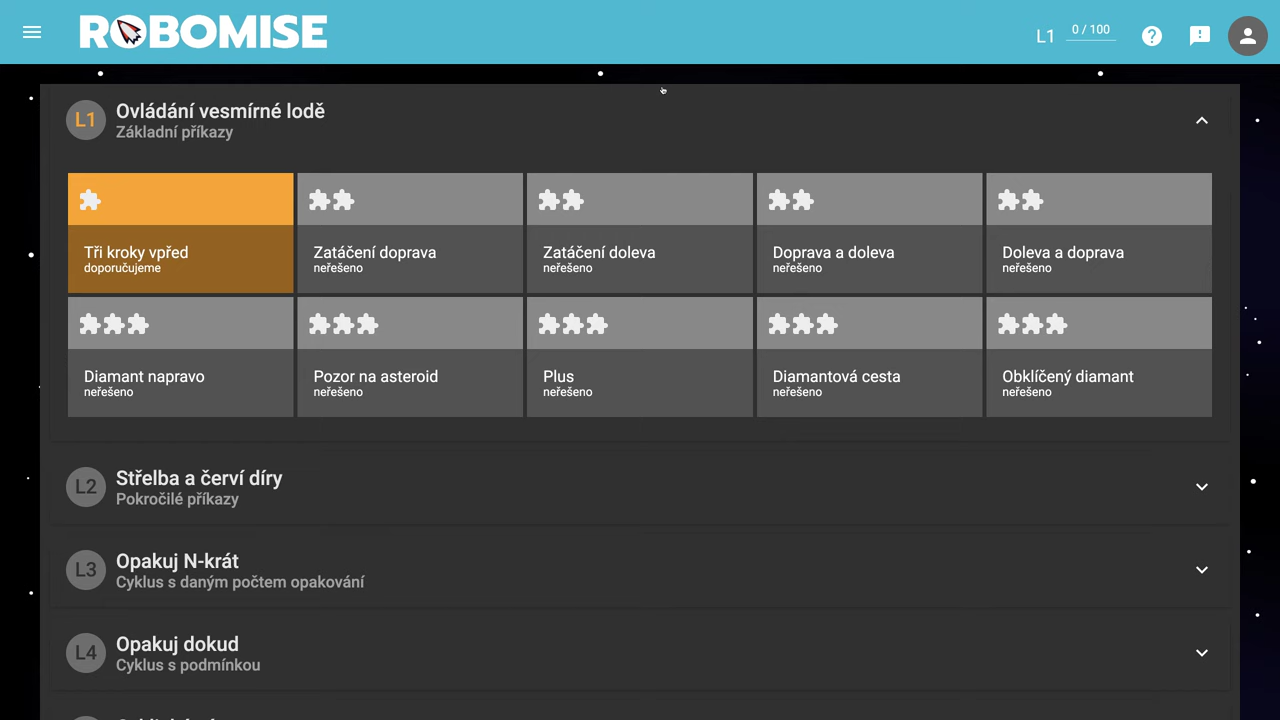 ROBOMISE
L1 0 / 100
L1 Ovládání vesmírné lodě
Základní příkazy
Tři kroky vpřed
doporučujeme
Zatáčení doprava
neřešeno
Zatáčení doleva
neřešeno
Doprava a doleva
neřešeno
Doleva a doprava
neřešeno
Diamant napravo
neřešeno
Pozor na asteroid
neřešeno
Plus
neřešeno
Diamantová cesta
neřešeno
Obklíčený diamant
neřešeno
L2 Střelba a červí díry
Pokročilé příkazy
L3 Opakuj N-krát
Cyklus s daným počtem opakování
L4 Opakuj dokud
Cyklus s podmínkou